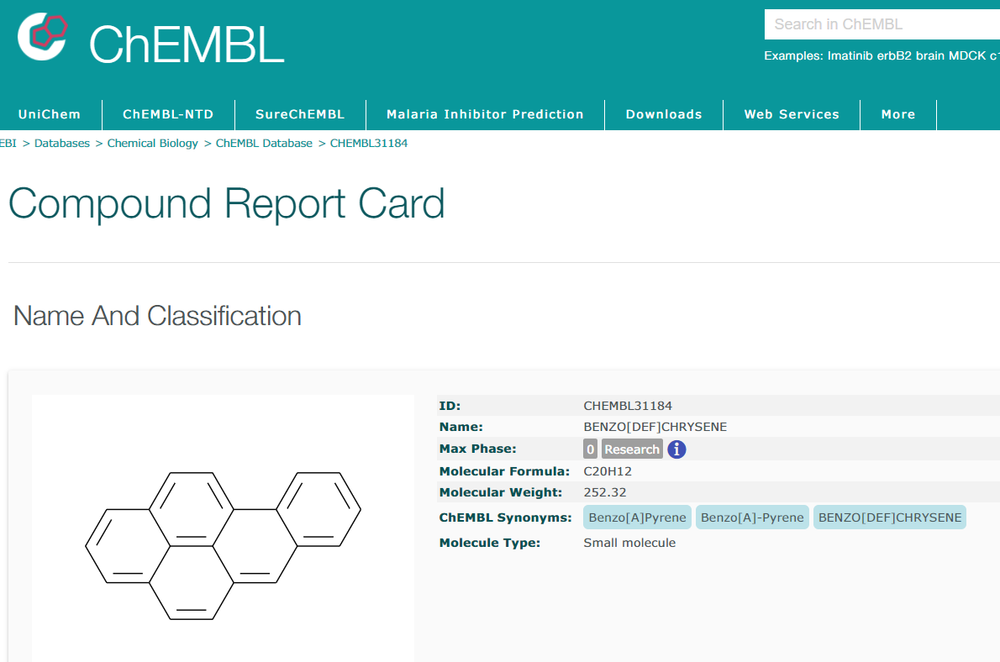 ChEMBL
Search in ChEMBL
Examples: Imatinib erbB2 brain MDCK
UniChem ChEMBL-NTD SureChEMBL Malaria Inhibitor Prediction Downloads Web Services More
EBI > Databases > Chemical Biology > ChEMBL Database > CHEMBL31184
Compound Report Card
Name And Classification
ID: CHEMBL31184
Name: BENZO[DEF]CHRYSENE
Max Phase: 0 Research i
Molecular Formula: C20H12
Molecular Weight: 252.32
ChEMBL Synonyms: Benzo[A]Pyrene Benzo[A]-Pyrene BENZO[DEF]CHRYSENE
Molecule Type: Small molecule